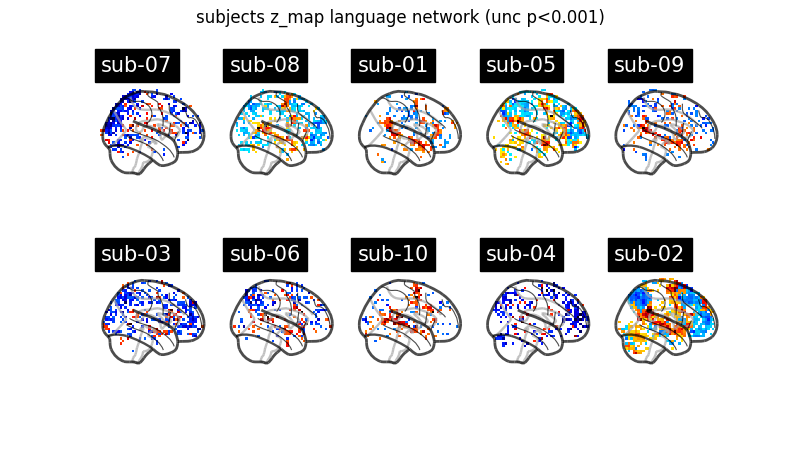 subjects z_map language network (unc p<0.001)
sub-07
sub-08
sub-01
sub-05
sub-09
sub-03
sub-06
sub-10
sub-04
sub-02